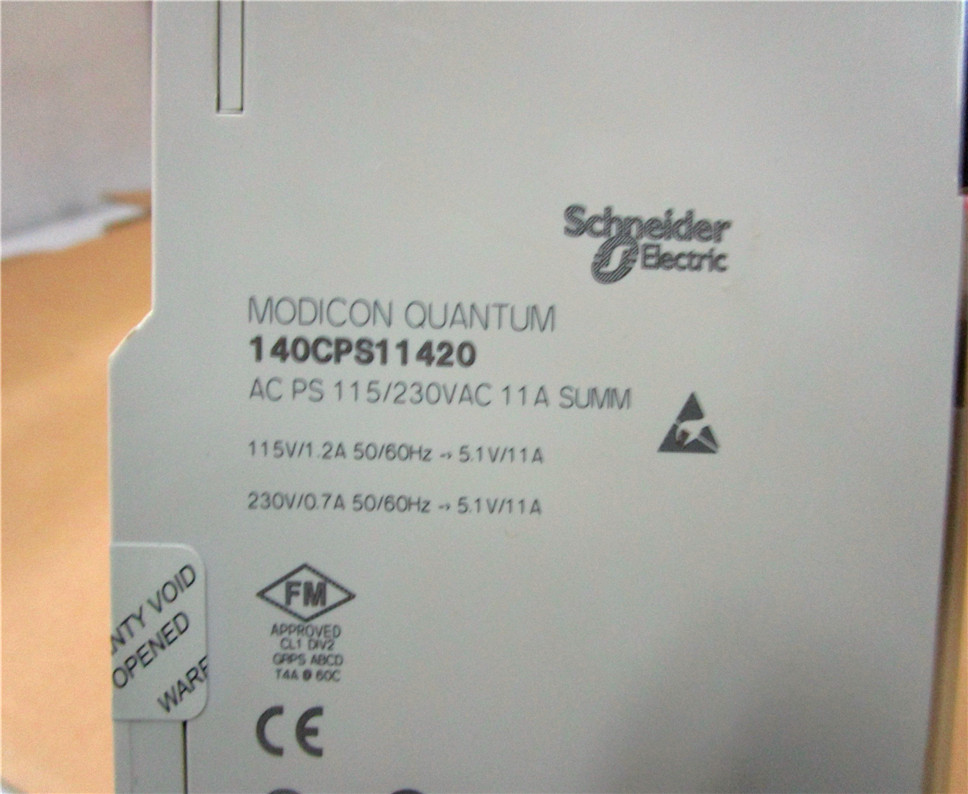 Schneider
Electric
MODICON QUANTUM
140CPS11420
AC PS 115/230VAC 11A SUMM
115V/1.2A 50/60Hz → 5.1V/11A
230V/0.7A 50/60Hz → 5.1V/11A
FM
APPROVED
CL1 DIV2
GRPS ABCD
T4A @ 60C
CE
NTY VOID
OPENED
WARR